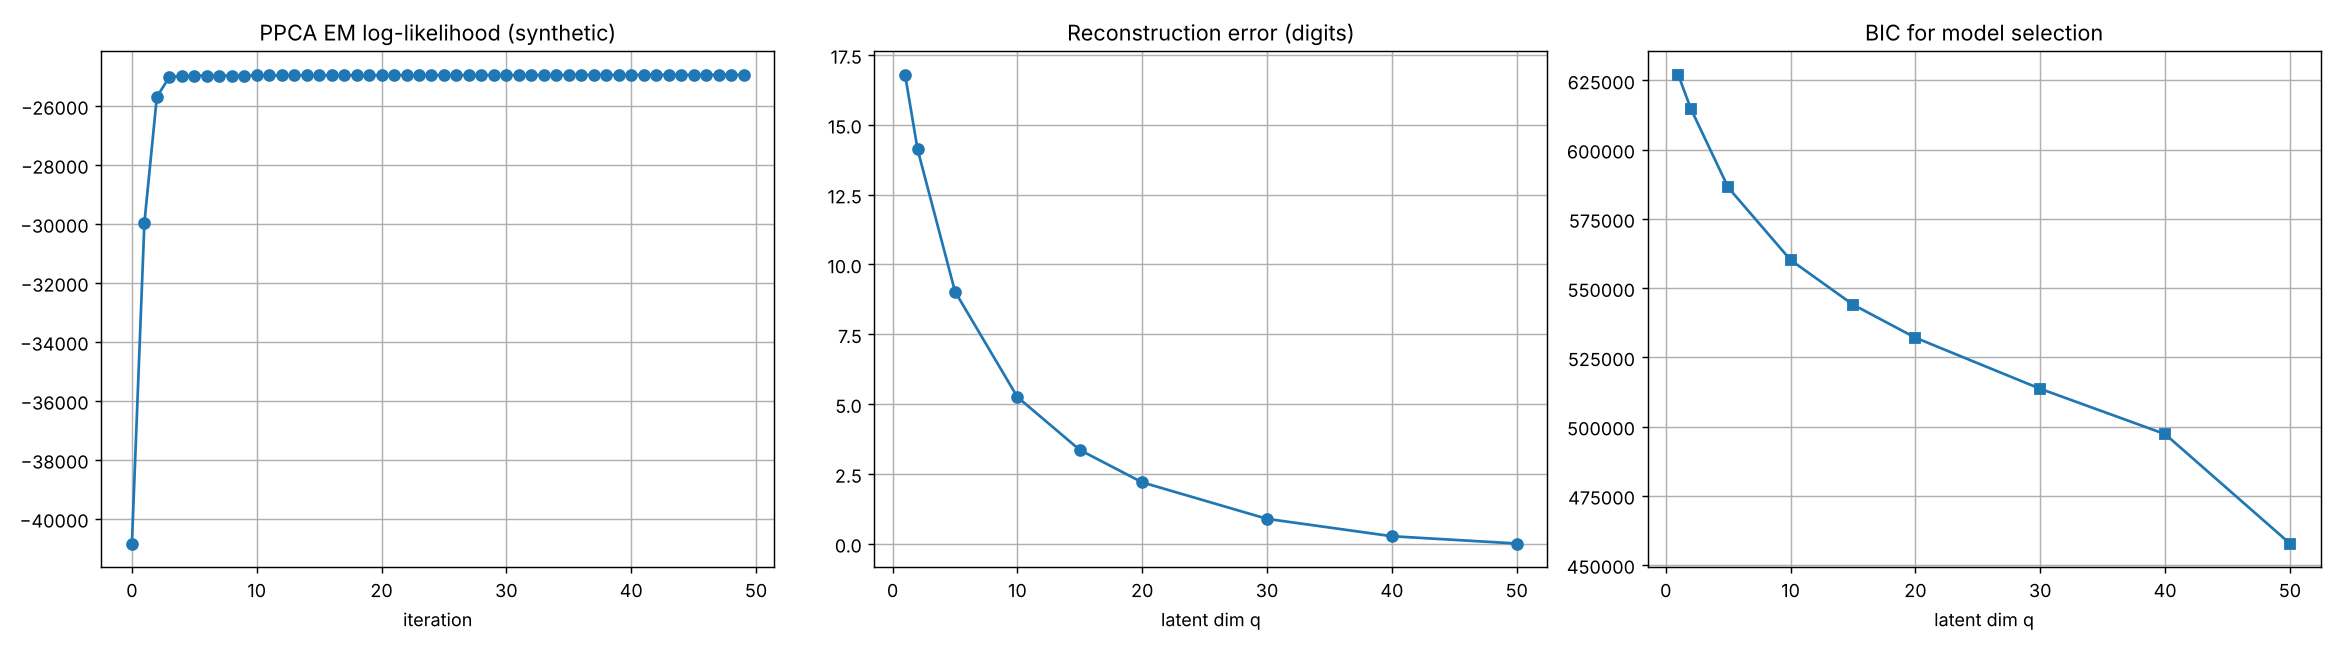 PPCA EM log-likelihood (synthetic)
−26000
−28000
−30000
−32000
−34000
−36000
−38000
−40000
0 10 20 30 40 50
iteration
Reconstruction error (digits)
17.5
15.0
12.5
10.0
7.5
5.0
2.5
0.0
0 10 20 30 40 50
latent dim q
BIC for model selection
625000
600000
575000
550000
525000
500000
475000
450000
0 10 20 30 40 50
latent dim q